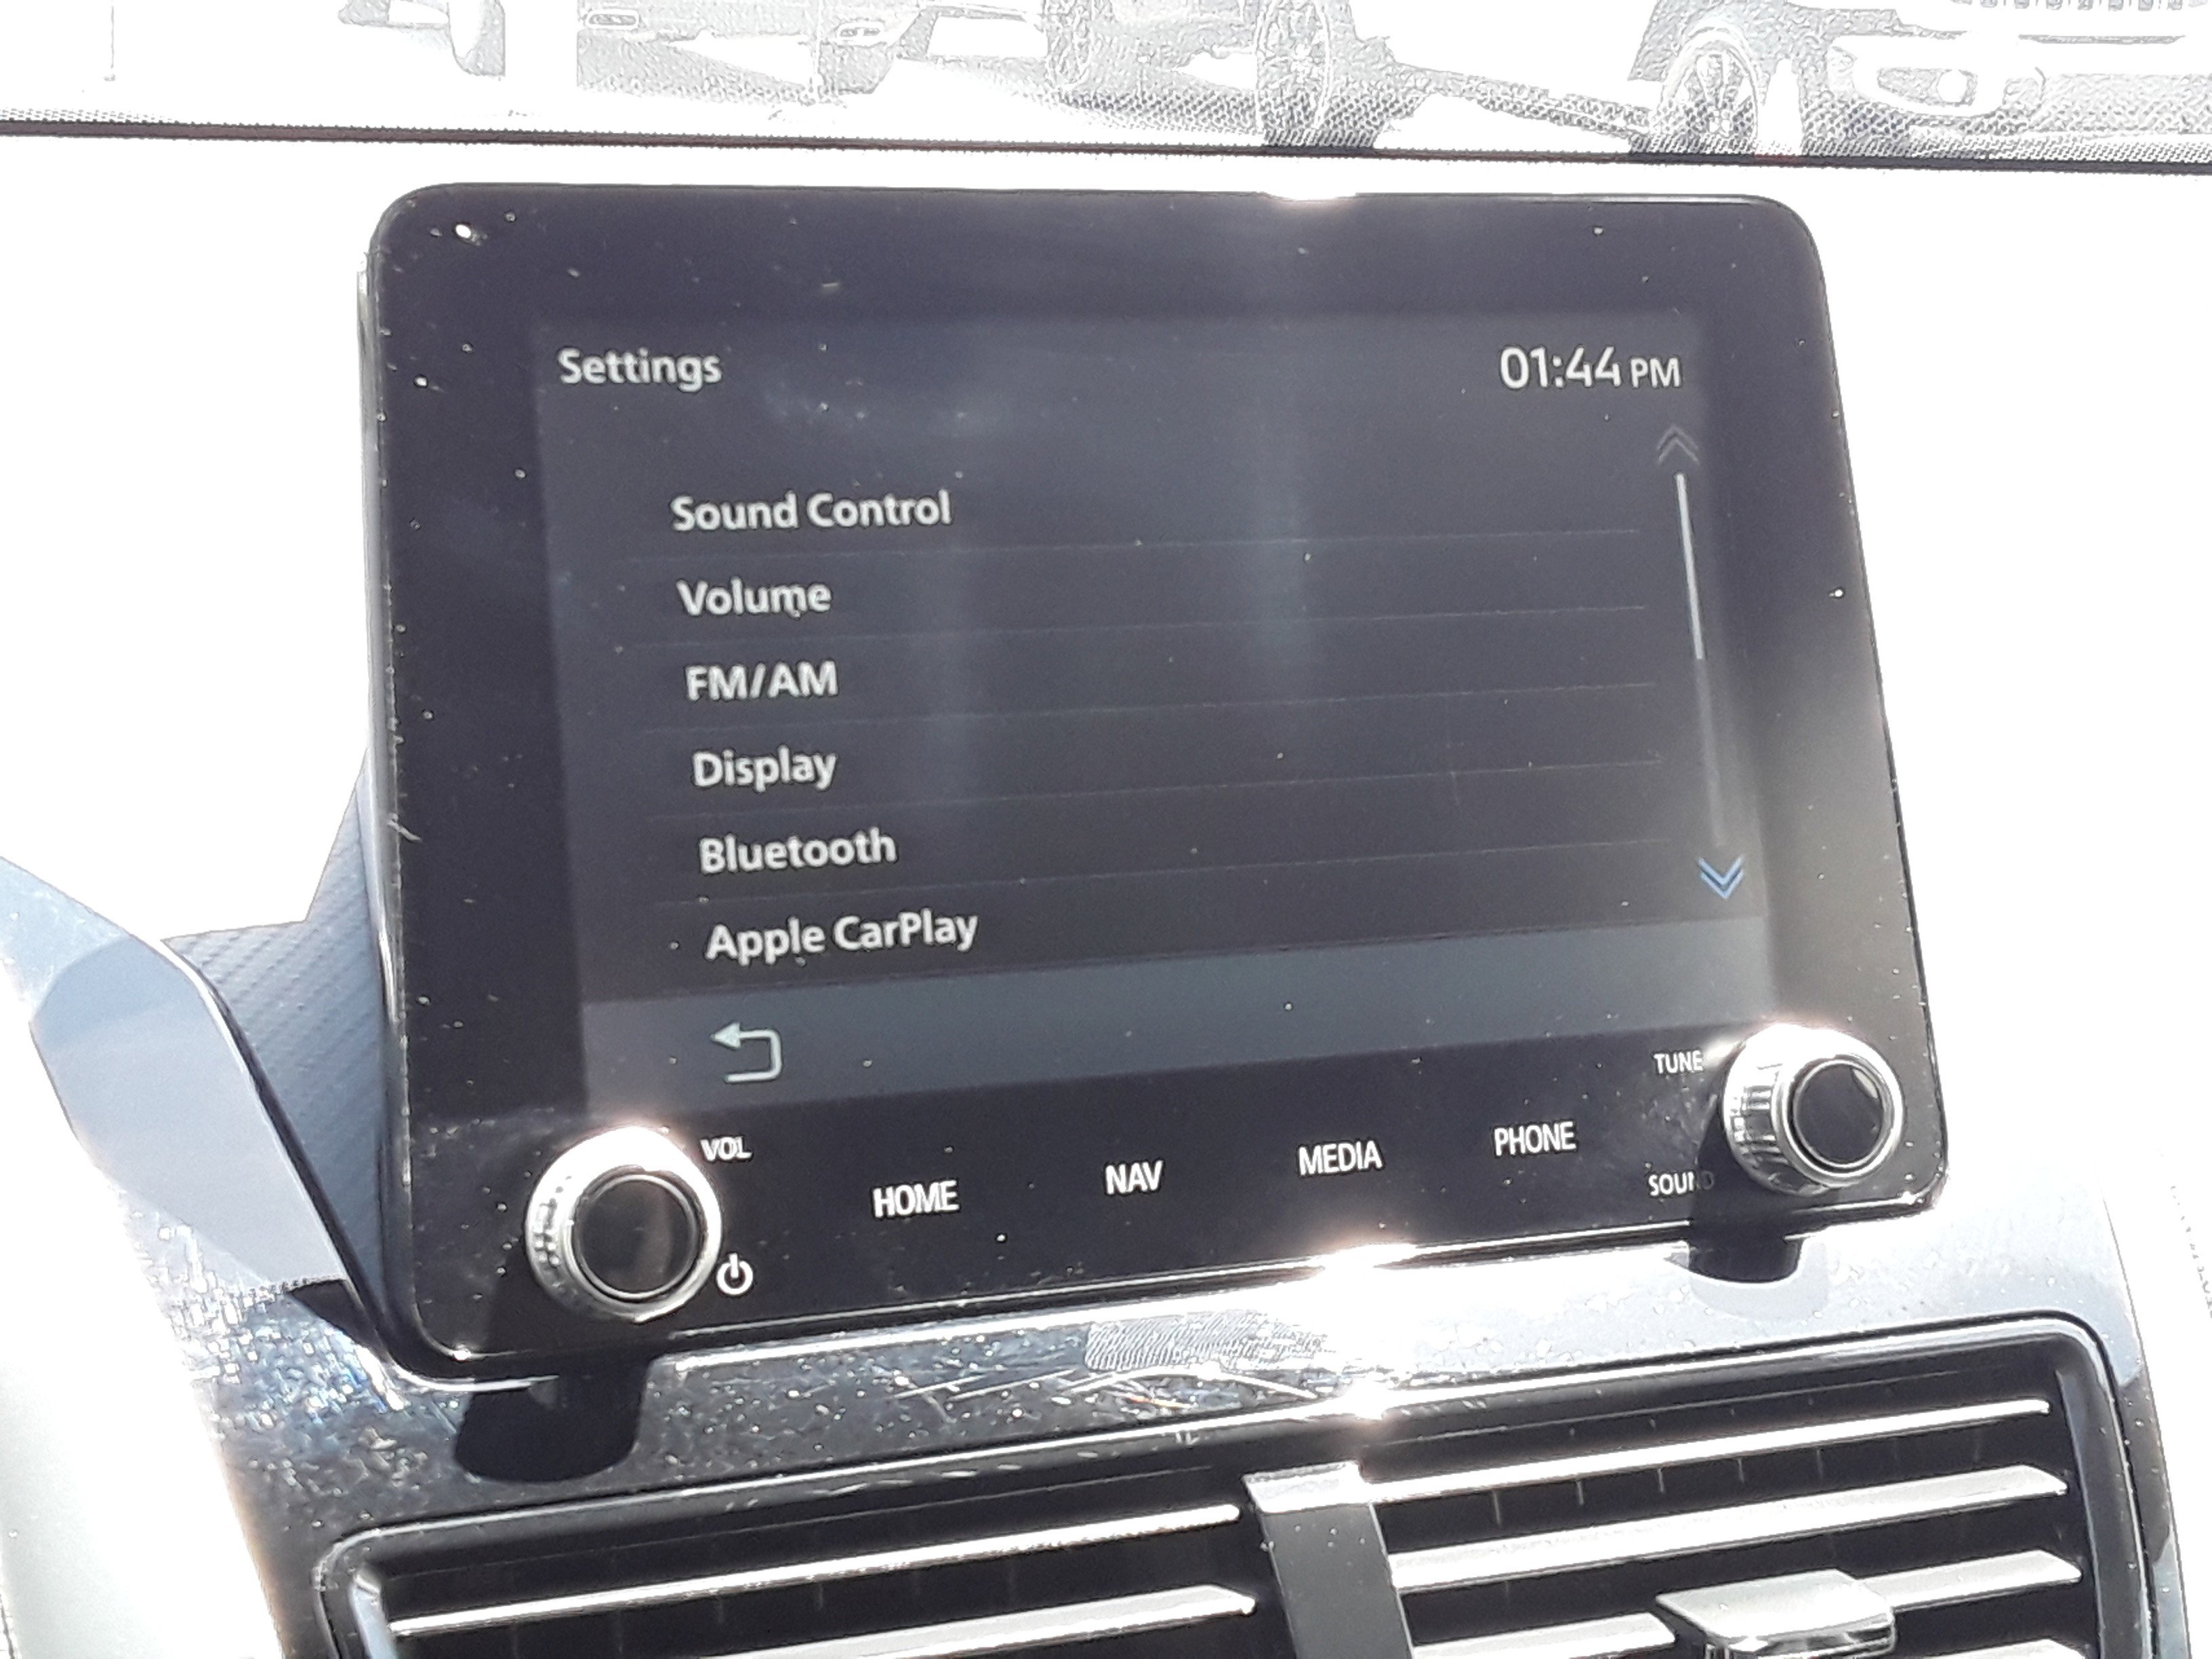 Settings
01:44 PM
Sound Control
Volume
FM/AM
Display
Bluetooth
Apple CarPlay
VOL
HOME
NAV
MEDIA
PHONE
TUNE
SOUND